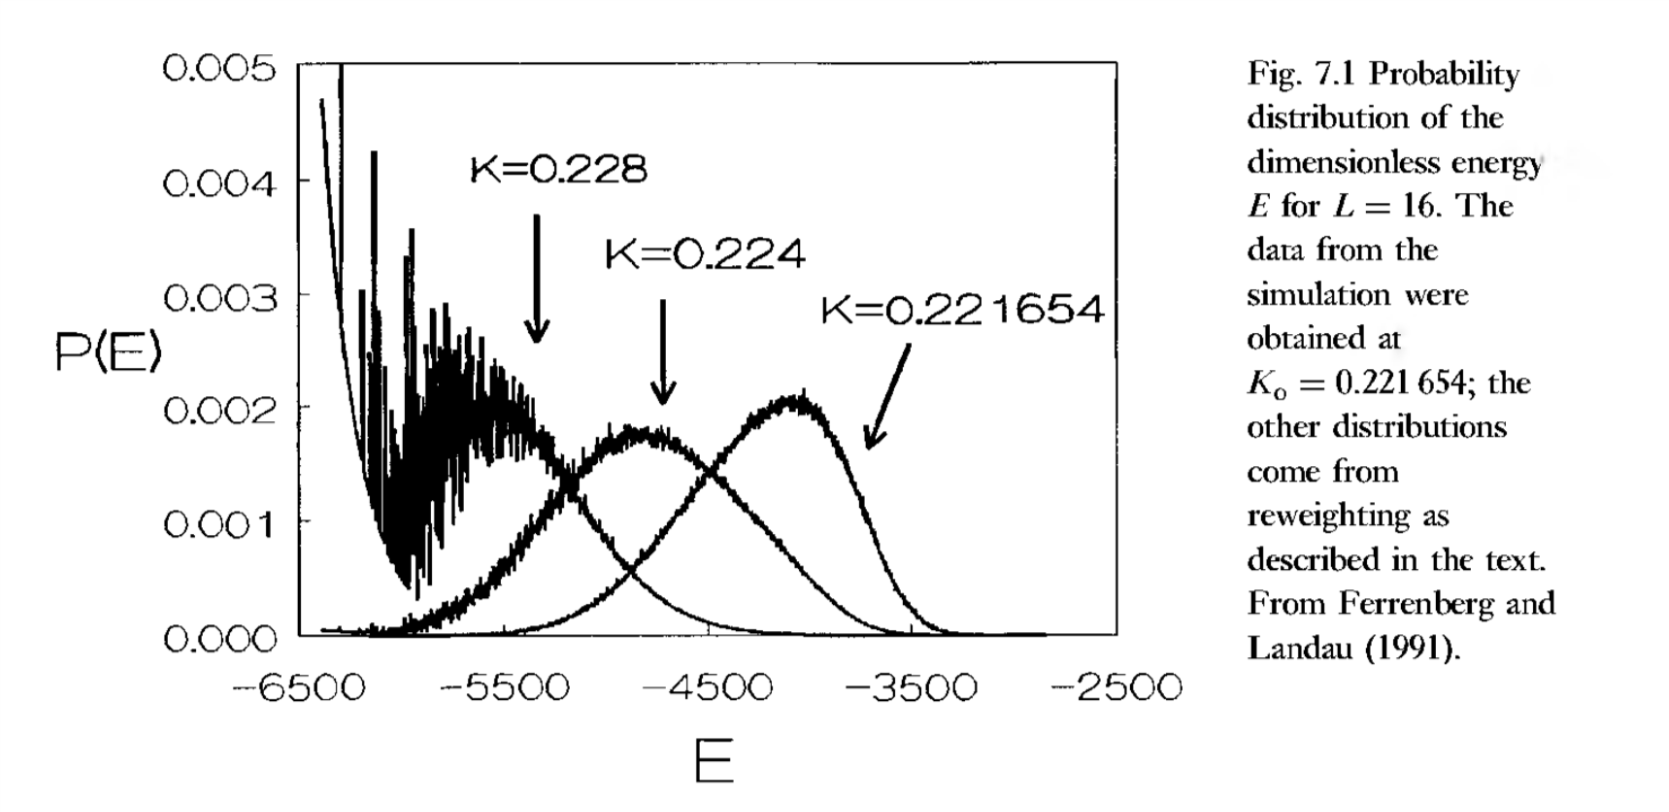 0.005
0.004
0.003
0.002
0.001
0.000
P(E)
K=0.228
K=0.224
K=0.221654
−6500
−5500
−4500
−3500
−2500
E
Fig. 7.1 Probability
distribution of the
dimensionless energy
E for L = 16. The
data from the
simulation were
obtained at
Kₒ = 0.221 654; the
other distributions
come from
reweighting as
described in the text.
From Ferrenberg and
Landau (1991).